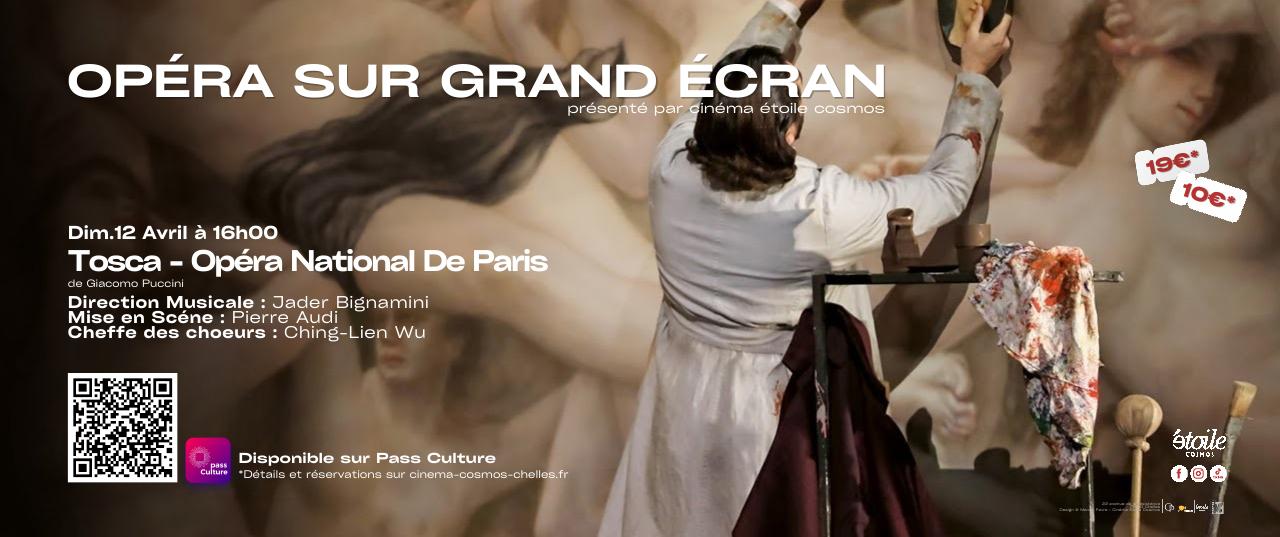 OPÉRA SUR GRAND ÉCRAN
présenté par cinéma étoile cosmos
19€*
10€*
Dim.12 Avril à 16h00
Tosca - Opéra National De Paris
de Giacomo Puccini
Direction Musicale : Jader Bignamini
Mise en Scéne : Pierre Audi
Cheffe des choeurs : Ching-Lien Wu
pass
Culture
Disponible sur Pass Culture
*Détails et réservations sur cinema-cosmos-chelles.fr
étoile
COSMOS